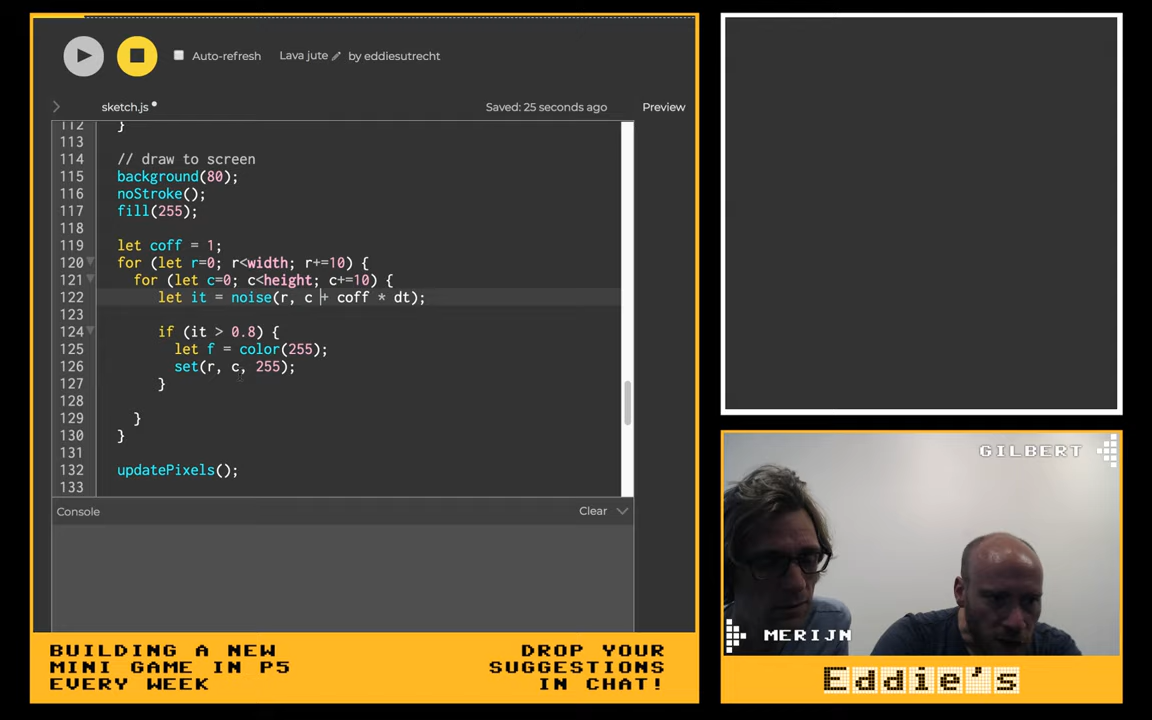 Auto-refresh
Lava jute
by eddiesutrecht
sketch.js
Saved: 25 seconds ago
Preview
112 }
113
114 // draw to screen
115 background(80);
116 noStroke();
117 fill(255);
118
119 let coff = 1;
120 for (let r=0; r<width; r+=10) {
121 for (let c=0; c<height; c+=10) {
122 let it = noise(r, c + coff * dt);
123
124 if (it > 0.8) {
125 let f = color(255);
126 set(r, c, 255);
127 }
128
129 }
130 }
131
132 updatePixels();
133
Console
Clear
GILBERT
MERIJN
BUILDING A NEW
MINI GAME IN P5
EVERY WEEK
DROP YOUR
SUGGESTIONS
IN CHAT!
Eddie's